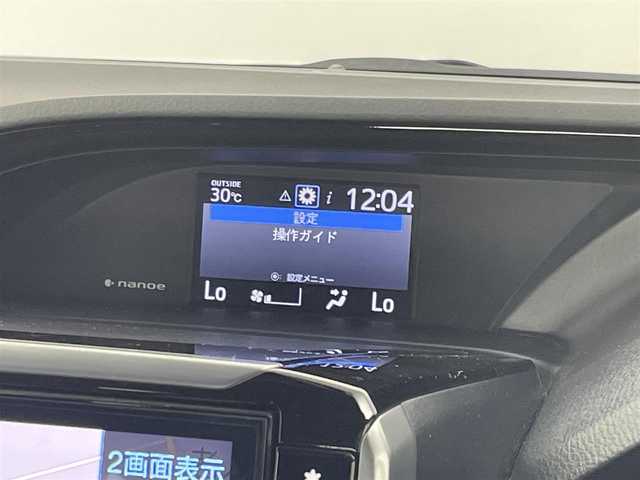 OUTSIDE
30℃
12:04
設定
操作ガイド
設定メニュー
nanoe
Lo
Lo
2画面表示